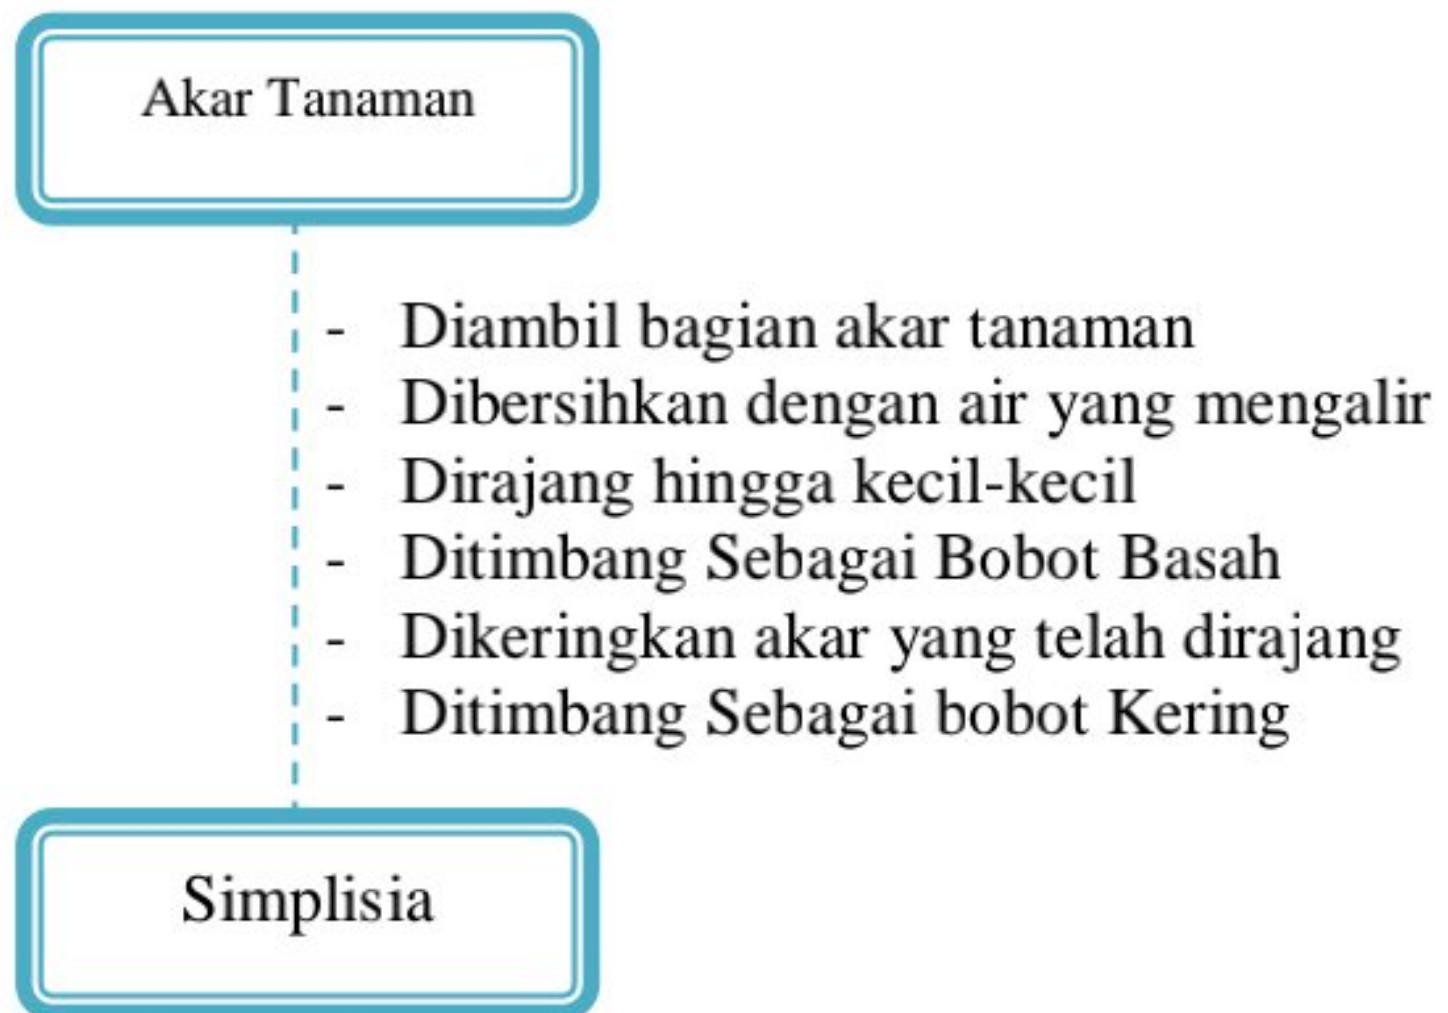 Akar Tanaman
- Diambil bagian akar tanaman
- Dibersihkan dengan air yang mengalir
- Dirajang hingga kecil-kecil
- Ditimbang Sebagai Bobot Basah
- Dikeringkan akar yang telah dirajang
- Ditimbang Sebagai bobot Kering
Simplisia